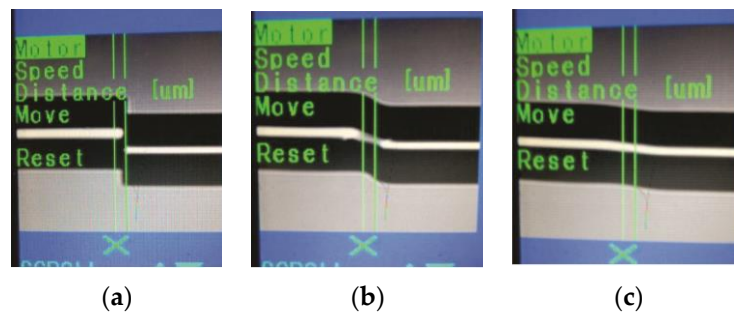 Motor
Speed
Distance [um]
Move
Reset
Motor
Speed
Distance [um]
Move
Reset
Motor
Speed
Distance [um]
Move
Reset
(a)
(b)
(c)